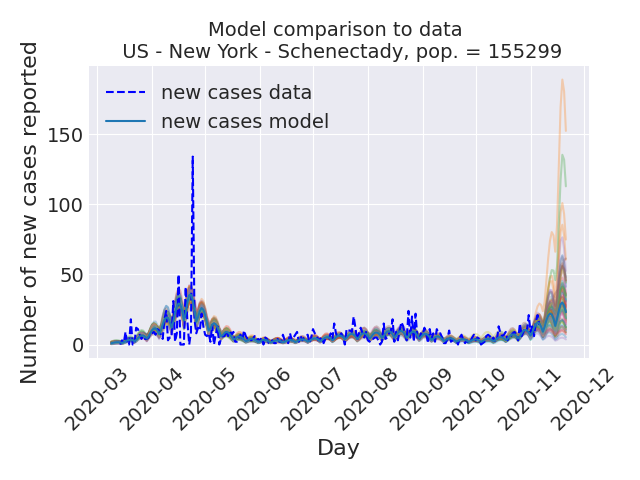 Model comparison to data
US - New York - Schenectady, pop. = 155299
Number of new cases reported
new cases data
new cases model
150
100
50
0
2020-03
2020-04
2020-05
2020-06
2020-07
2020-08
2020-09
2020-10
2020-11
2020-12
Day